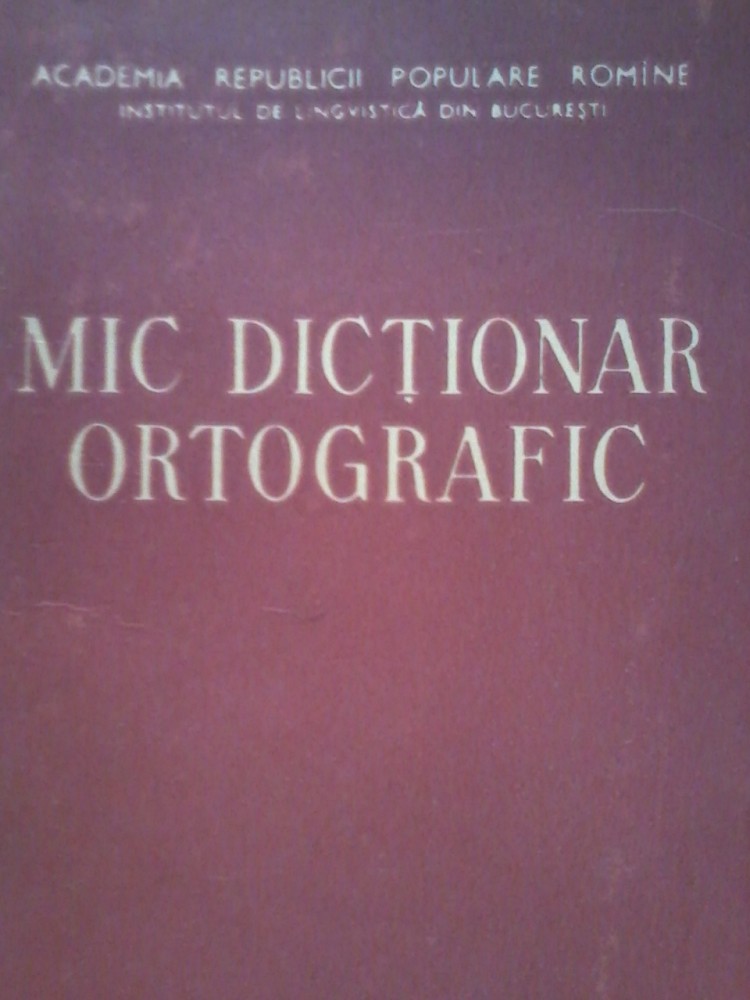 ACADEMIA REPUBLICII POPULARE ROMÎNE
INSTITUTUL DE LINGVISTICĂ DIN BUCUREȘTI
MIC DICȚIONAR
ORTOGRAFIC